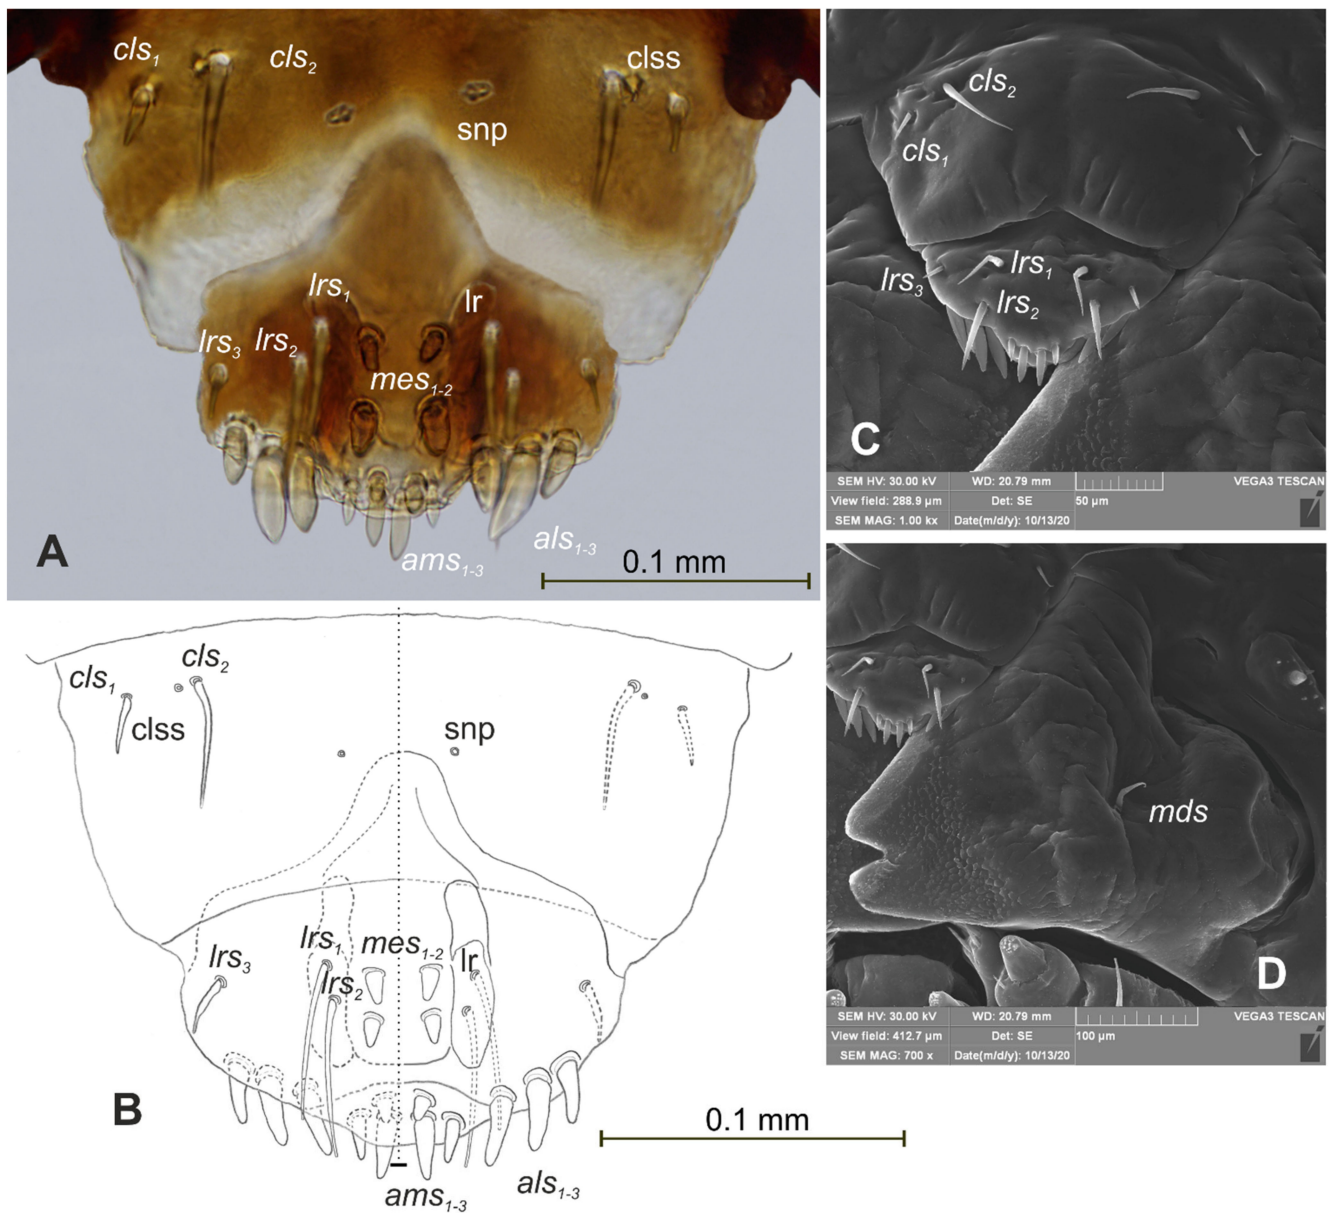 cls₁
cls₂
clss
snp
lrs₁
lr
lrs₃
lrs₂
mes₁₋₂
A
ams₁₋₃
als₁₋₃
0.1 mm
cls₂
cls₁
lrs₃
lrs₁
lrs₂
C
SEM HV: 30.00 kV WD: 20.79 mm VEGA3 TESCAN
View field: 288.9 µm Det: SE 50 µm
SEM MAG: 1.00 kx Date(m/d/y): 10/13/20
cls₁
cls₂
clss
snp
lrs₃
lrs₁
lrs₂
mes₁₋₂
lr
B
0.1 mm
ams₁₋₃
als₁₋₃
mds
D
SEM HV: 30.00 kV WD: 20.79 mm VEGA3 TESCAN
View field: 412.7 µm Det: SE 100 µm
SEM MAG: 700 x Date(m/d/y): 10/13/20